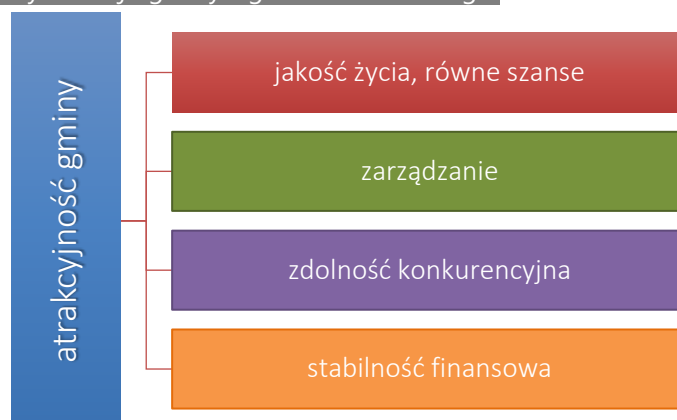 atrakcyjność gminy
jakość życia, równe szanse
zarządzanie
zdolność konkurencyjna
stabilność finansowa